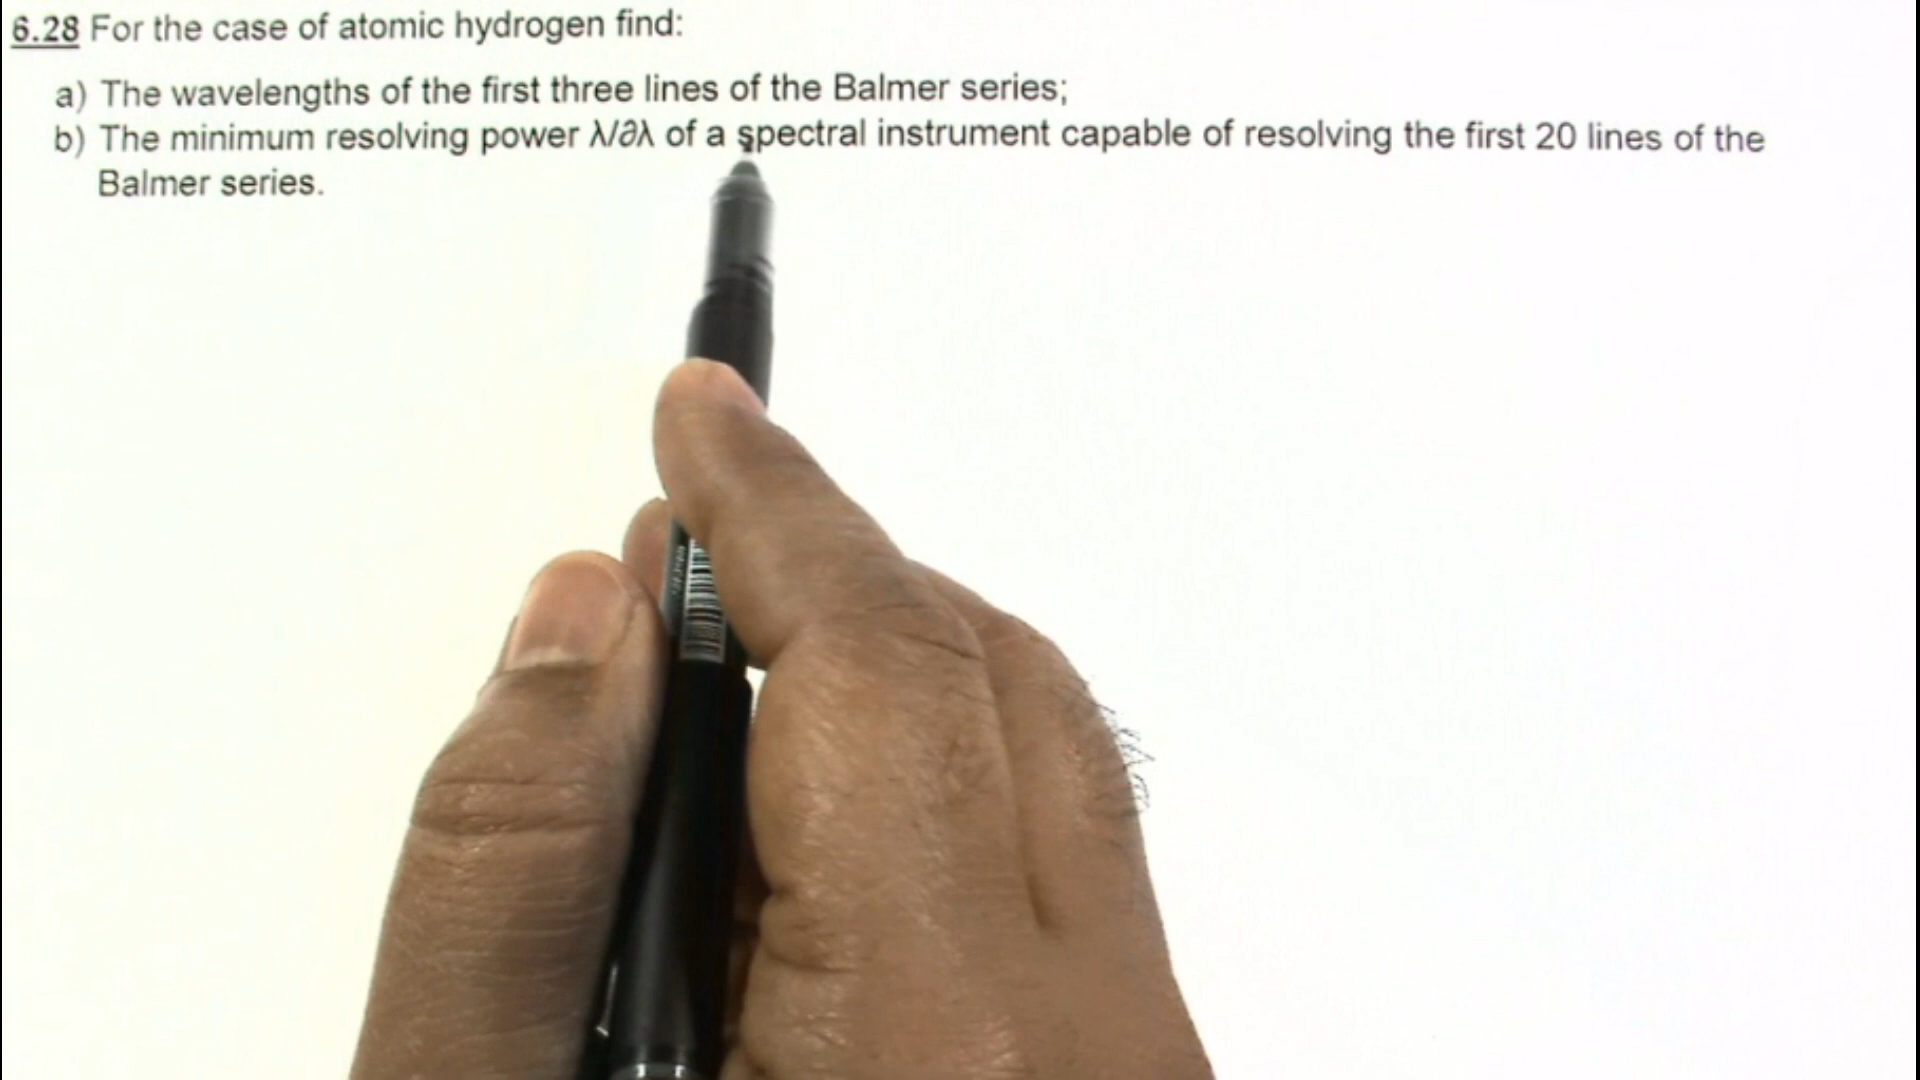 6.28 For the case of atomic hydrogen find:
a) The wavelengths of the first three lines of the Balmer series;
b) The minimum resolving power λ/∂λ of a spectral instrument capable of resolving the first 20 lines of the
Balmer series.